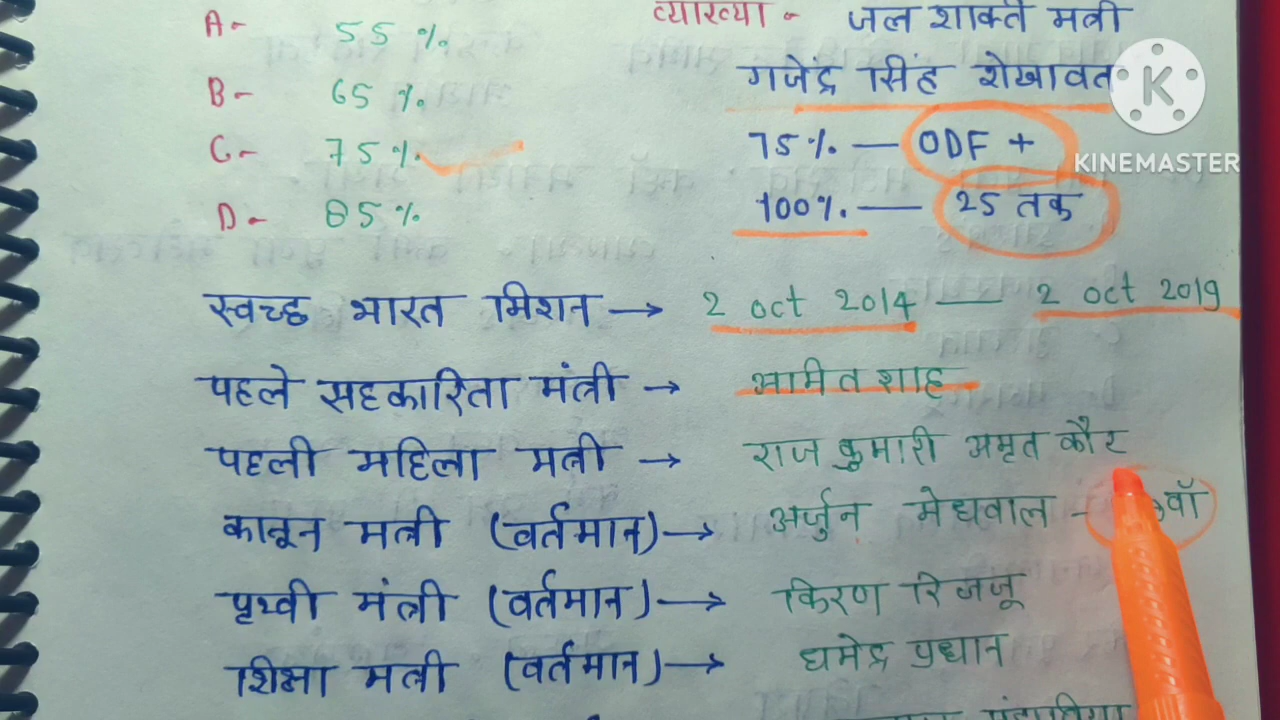 A- 55 %
B- 65 %.
C- 75 %.
D- 85 %
व्याख्या - जल शक्ति मंत्री
गजेंद्र सिंह शेखावत
75 % — ODF +
100 %. — 25 तक
K
KINEMASTER
स्वच्छ भारत मिशन → 2 oct 2014 — 2 oct 2019
पहले सहकारिता मंत्री → अमित शाह
पहली महिला मंत्री → राज कुमारी अमृत कौर
कानून मंत्री (वर्तमान) → अर्जुन मेघवाल - वॉ
पृथ्वी मंत्री (वर्तमान) → किरण रिजजू
शिक्षा मंत्री (वर्तमान) → धमेंद्र प्रधान